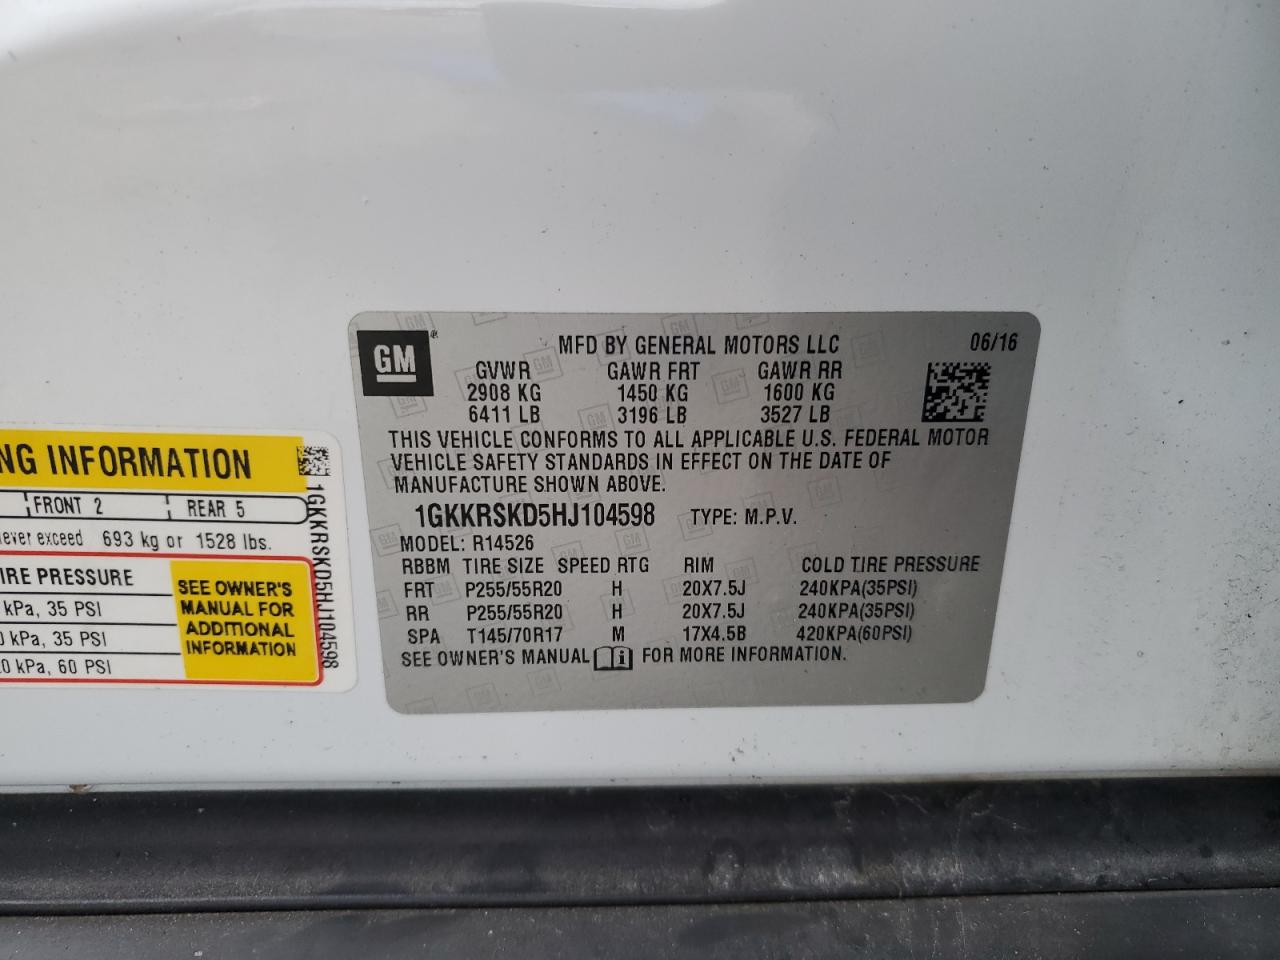 GM®
MFD BY GENERAL MOTORS LLC 06/16
GVWR GAWR FRT GAWR RR
2908 KG 1450 KG 1600 KG
6411 LB 3196 LB 3527 LB
THIS VEHICLE CONFORMS TO ALL APPLICABLE U.S. FEDERAL MOTOR
VEHICLE SAFETY STANDARDS IN EFFECT ON THE DATE OF
MANUFACTURE SHOWN ABOVE.
1GKKRSKD5HJ104598 TYPE: M.P.V.
MODEL: R14526
RBBM TIRE SIZE SPEED RTG RIM COLD TIRE PRESSURE
FRT P255/55R20 H 20X7.5J 240KPA(35PSI)
RR P255/55R20 H 20X7.5J 240KPA(35PSI)
SPA T145/70R17 M 17X4.5B 420KPA(60PSI)
SEE OWNER'S MANUAL i FOR MORE INFORMATION.
NG INFORMATION
FRONT 2 REAR 5
never exceed 693 kg or 1528 lbs.
IRE PRESSURE
kPa, 35 PSI
0 kPa, 35 PSI
20 kPa, 60 PSI
SEE OWNER'S
MANUAL FOR
ADDITIONAL
INFORMATION
1GKKRSKD5HJ104598